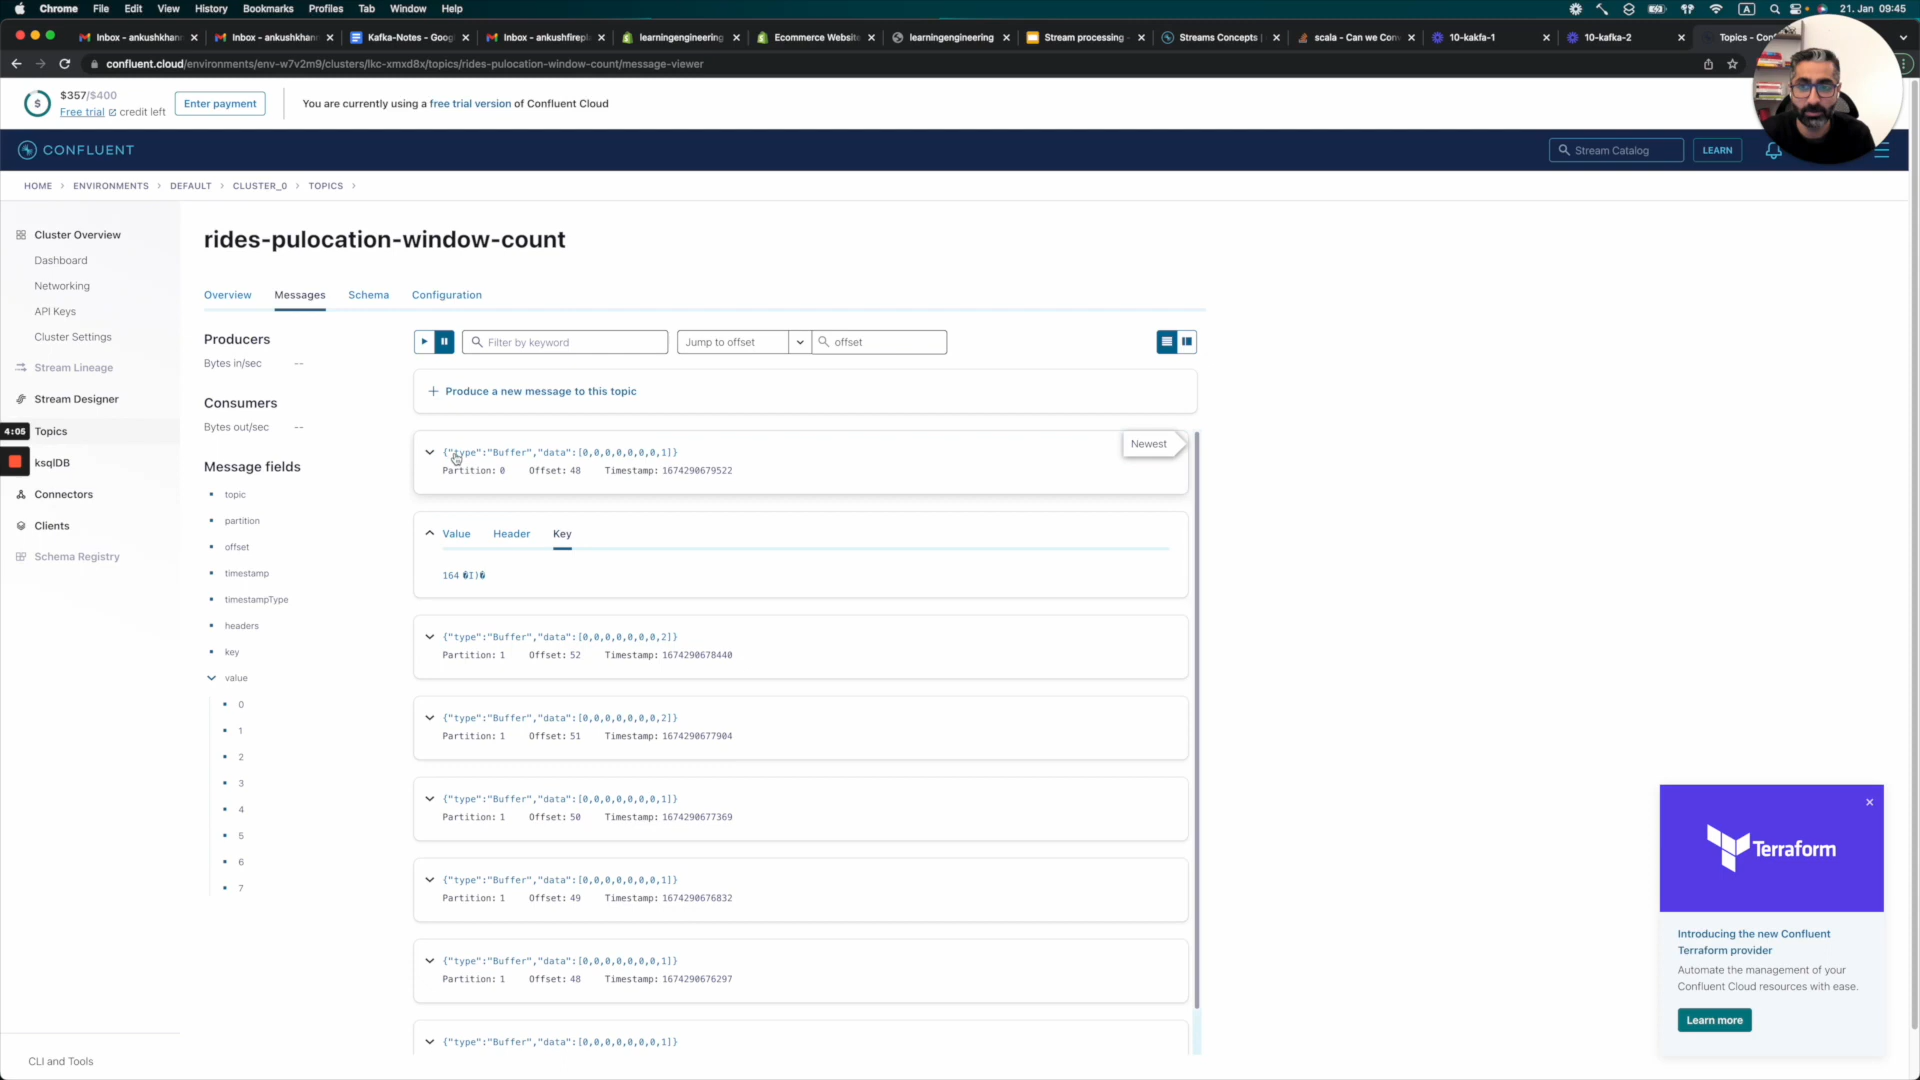 Chrome File Edit View History Bookmarks Profiles Tab Window Help
A 21. Jan 09:45
Inbox - ankushkhann
Inbox - ankushkhann
Kafka-Notes - Goog
Inbox - ankushfirepla
learningengineering
Ecommerce Website
learningengineering
Stream processing -
Streams Concepts |
scala - Can we Conv
10-kakfa-1
10-kafka-2
Topics - Conf
confluent.cloud/environments/env-w7v2m9/clusters/lkc-xmxd8x/topics/rides-pulocation-window-count/message-viewer
$ $357/$400
Free trial credit left
Enter payment
You are currently using a free trial version of Confluent Cloud
CONFLUENT
Stream Catalog
LEARN
HOME > ENVIRONMENTS > DEFAULT > CLUSTER_0 > TOPICS >
Cluster Overview
Dashboard
Networking
API Keys
Cluster Settings
Stream Lineage
Stream Designer
4:05 Topics
ksqlDB
Connectors
Clients
Schema Registry
CLI and Tools
rides-pulocation-window-count
Overview Messages Schema Configuration
Producers
Bytes in/sec --
Consumers
Bytes out/sec --
Message fields
topic
partition
offset
timestamp
timestampType
headers
key
value
0
1
2
3
4
5
6
7
Filter by keyword
Jump to offset
offset
+ Produce a new message to this topic
Newest
{"type":"Buffer","data":[0,0,0,0,0,0,0,1]}
Partition: 0 Offset: 48 Timestamp: 1674290679522
Value Header Key
164 �I)�
{"type":"Buffer","data":[0,0,0,0,0,0,0,2]}
Partition: 1 Offset: 52 Timestamp: 1674290678440
{"type":"Buffer","data":[0,0,0,0,0,0,0,2]}
Partition: 1 Offset: 51 Timestamp: 1674290677904
{"type":"Buffer","data":[0,0,0,0,0,0,0,1]}
Partition: 1 Offset: 50 Timestamp: 1674290677369
{"type":"Buffer","data":[0,0,0,0,0,0,0,1]}
Partition: 1 Offset: 49 Timestamp: 1674290676832
{"type":"Buffer","data":[0,0,0,0,0,0,0,1]}
Partition: 1 Offset: 48 Timestamp: 1674290676297
{"type":"Buffer","data":[0,0,0,0,0,0,0,1]}
Terraform
Introducing the new Confluent
Terraform provider
Automate the management of your
Confluent Cloud resources with ease.
Learn more